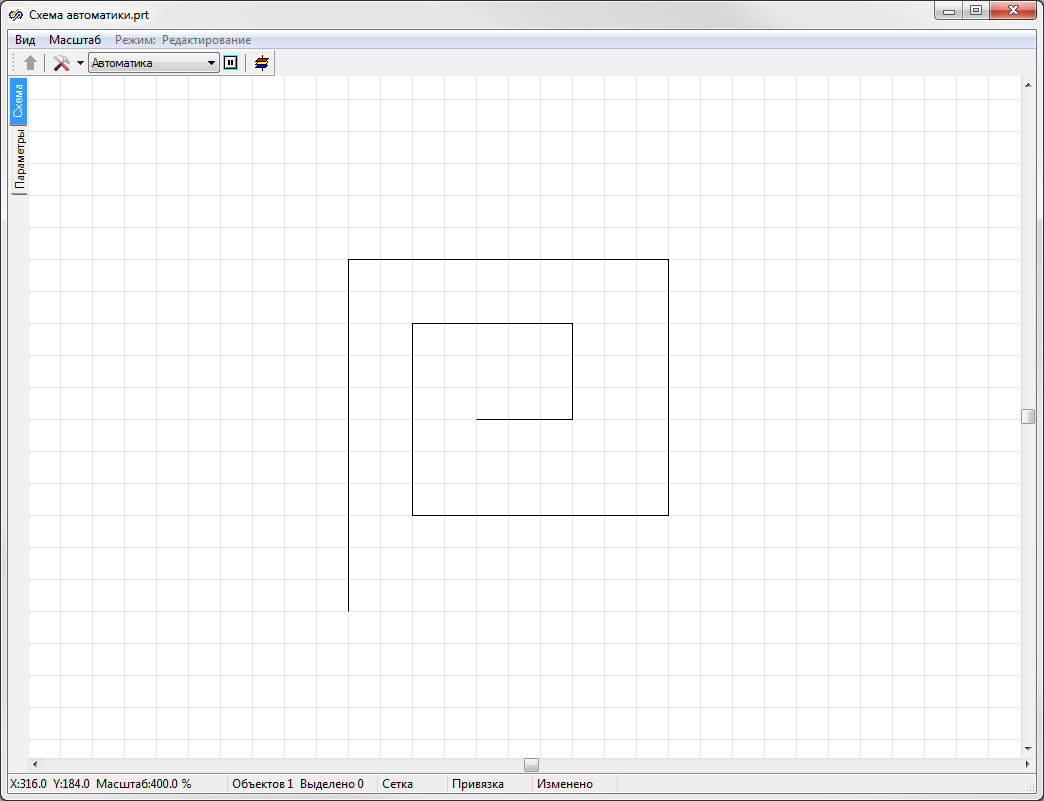 Схема автоматики.prt
Вид Масштаб Режим: Редактирование
Автоматика
Схема
Параметры
X:316.0 Y:184.0 Масштаб:400.0 % Объектов 1 Выделено 0 Сетка Привязка Изменено